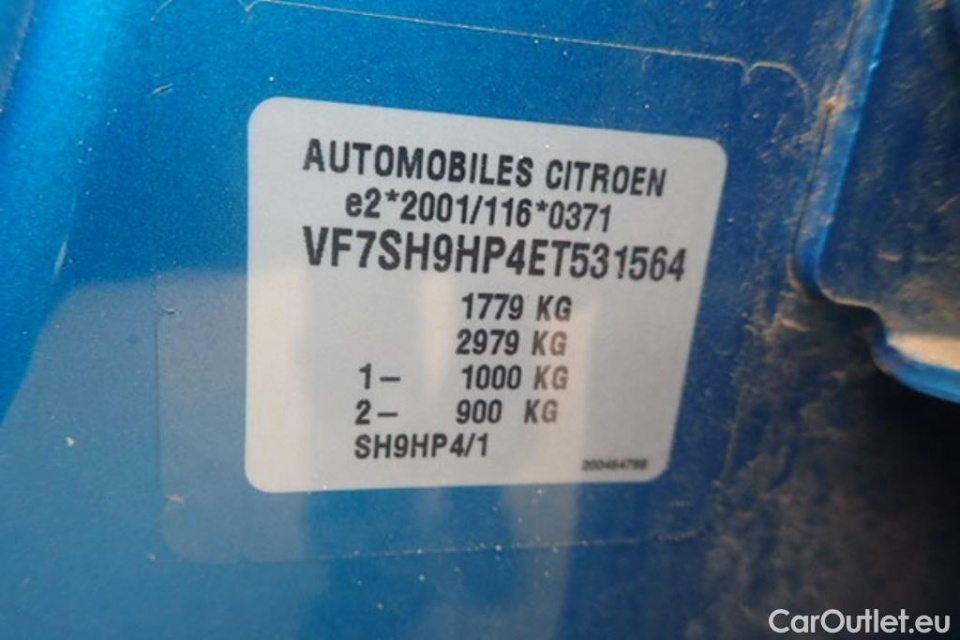 AUTOMOBILES CITROEN
e2*2001/116*0371
VF7SH9HP4ET531564
1779 KG
2979 KG
1- 1000 KG
2- 900 KG
SH9HP4/1
CarOutlet.eu